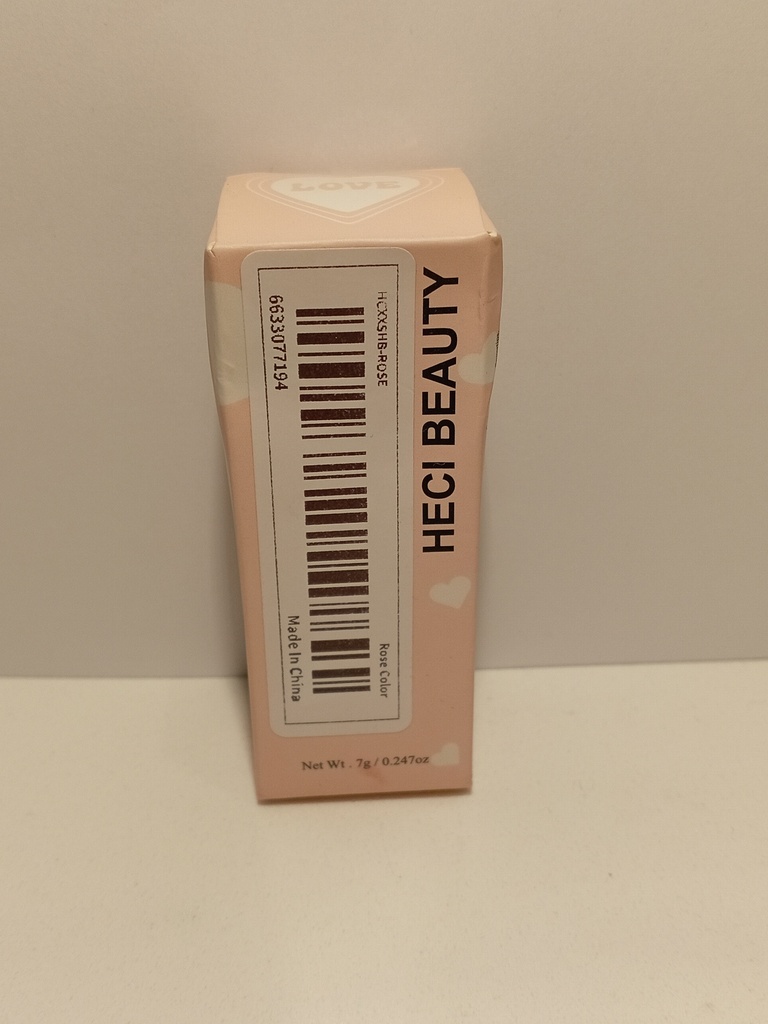 LOVE
HECI BEAUTY
HCXXSHB-ROSE
Rose Color
6633077194
Made In China
Net Wt . 7g / 0.247oz